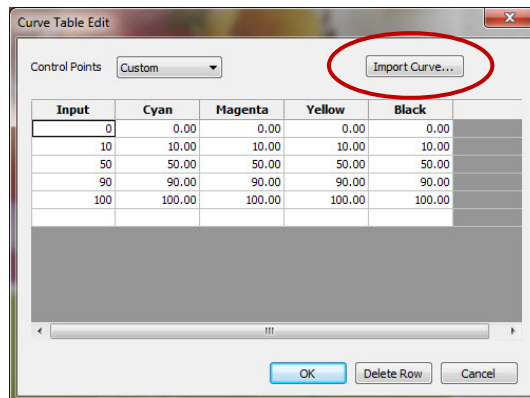 Curve Table Edit
Control Points Custom Import Curve...
Input Cyan Magenta Yellow Black
0 0.00 0.00 0.00 0.00
10 10.00 10.00 10.00 10.00
50 50.00 50.00 50.00 50.00
90 90.00 90.00 90.00 90.00
100 100.00 100.00 100.00 100.00
OK Delete Row Cancel